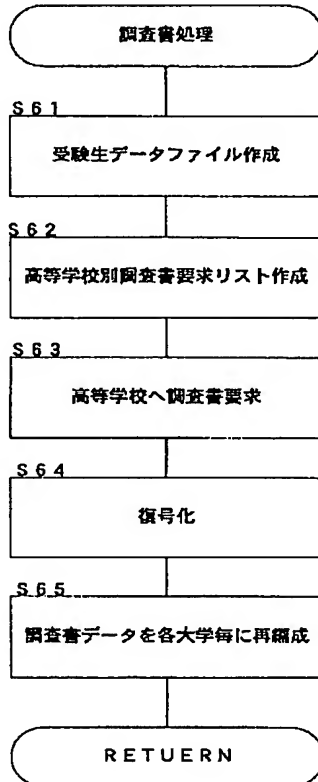 調査書処理
S61
受験生データファイル作成
S62
高等学校別調査書要求リスト作成
S63
高等学校へ調査書要求
S64
復号化
S65
調査書データを各大学毎に再編成
RETUERN